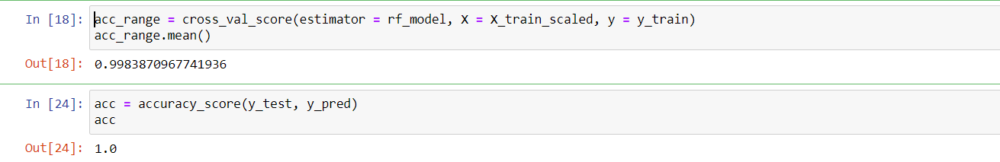 In [18]: acc_range = cross_val_score(estimator = rf_model, X = X_train_scaled, y = y_train)
acc_range.mean()
Out[18]: 0.9983870967741936
In [24]: acc = accuracy_score(y_test, y_pred)
acc
Out[24]: 1.0